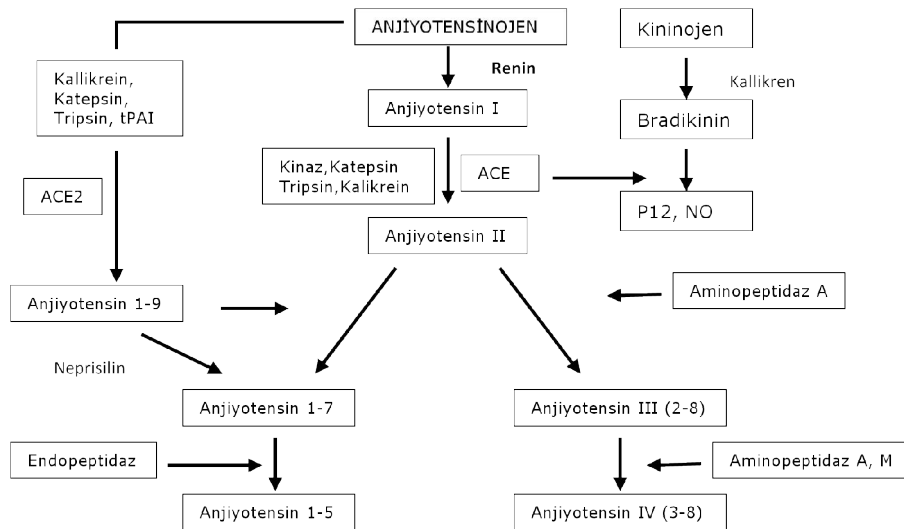 ANJİYOTENSİNOJEN
Kininojen
Renin
Kallikrein,
Katepsin,
Tripsin, tPAI
Kallikren
Anjiyotensin I
Bradikinin
Kinaz,Katepsin
Tripsin,Kalikrein
ACE
ACE2
P12, NO
Anjiyotensin II
Anjiyotensin 1-9
Aminopeptidaz A
Neprisilin
Anjiyotensin 1-7
Anjiyotensin III (2-8)
Endopeptidaz
Aminopeptidaz A, M
Anjiyotensin 1-5
Anjiyotensin IV (3-8)